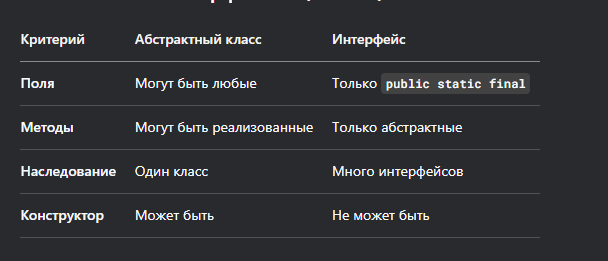 Критерий Абстрактный класс Интерфейс
Поля Могут быть любые Только public static final
Методы Могут быть реализованные Только абстрактные
Наследование Один класс Много интерфейсов
Конструктор Может быть Не может быть